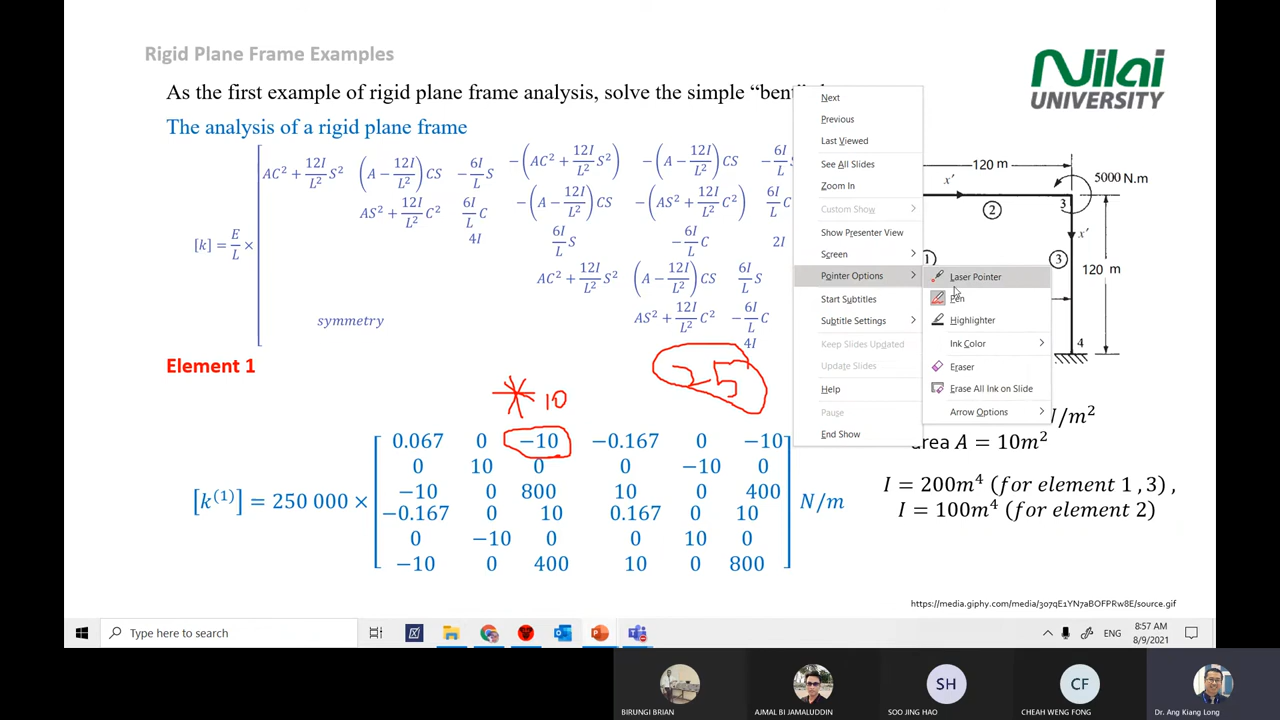 Rigid Plane Frame Examples
Nilai
UNIVERSITY
As the first example of rigid plane frame analysis, solve the simple “bent”
The analysis of a rigid plane frame
[k] = E/L ×
AC² + 12I/L² S² (A − 12I/L²) CS − 6I/L S −(AC² + 12I/L² S²) −(A − 12I/L²) CS − 6I/L S
AS² + 12I/L² C² 6I/L C −(A − 12I/L²) CS −(AS² + 12I/L² C²) 6I/L C
4I 6I/L S − 6I/L C 2I
AC² + 12I/L² S² (A − 12I/L²) CS 6I/L S
symmetry AS² + 12I/L² C² − 6I/L C
4I
Next
Previous
Last Viewed
See All Slides
Zoom In
Custom Show
Show Presenter View
Screen
Pointer Options
Start Subtitles
Subtitle Settings
Keep Slides Updated
Update Slides
Help
Pause
End Show
Laser Pointer
Pen
Highlighter
Ink Color
Eraser
Erase All Ink on Slide
Arrow Options
120 m
5000 N.m
x'
2
3
x'
1
3
120 m
4
Element 1
* 10
25
[k⁽¹⁾] = 250 000 ×
0.067 0 −10 −0.167 0 −10
0 10 0 0 −10 0
−10 0 800 10 0 400
−0.167 0 10 0.167 0 10
0 −10 0 0 10 0
−10 0 400 10 0 800
N/m
N/m²
area A = 10m²
I = 200m⁴ (for element 1 ,3) ,
I = 100m⁴ (for element 2)
https://media.giphy.com/media/3o7qE1YN7aBOFPRw8E/source.gif
Type here to search
ENG
8:57 AM
8/9/2021
BIRUNGI BRIAN
AJMAL BI JAMALUDDIN
SH
SOO JING HAO
CF
CHEAH WENG FONG
Dr. Ang Kiang Long